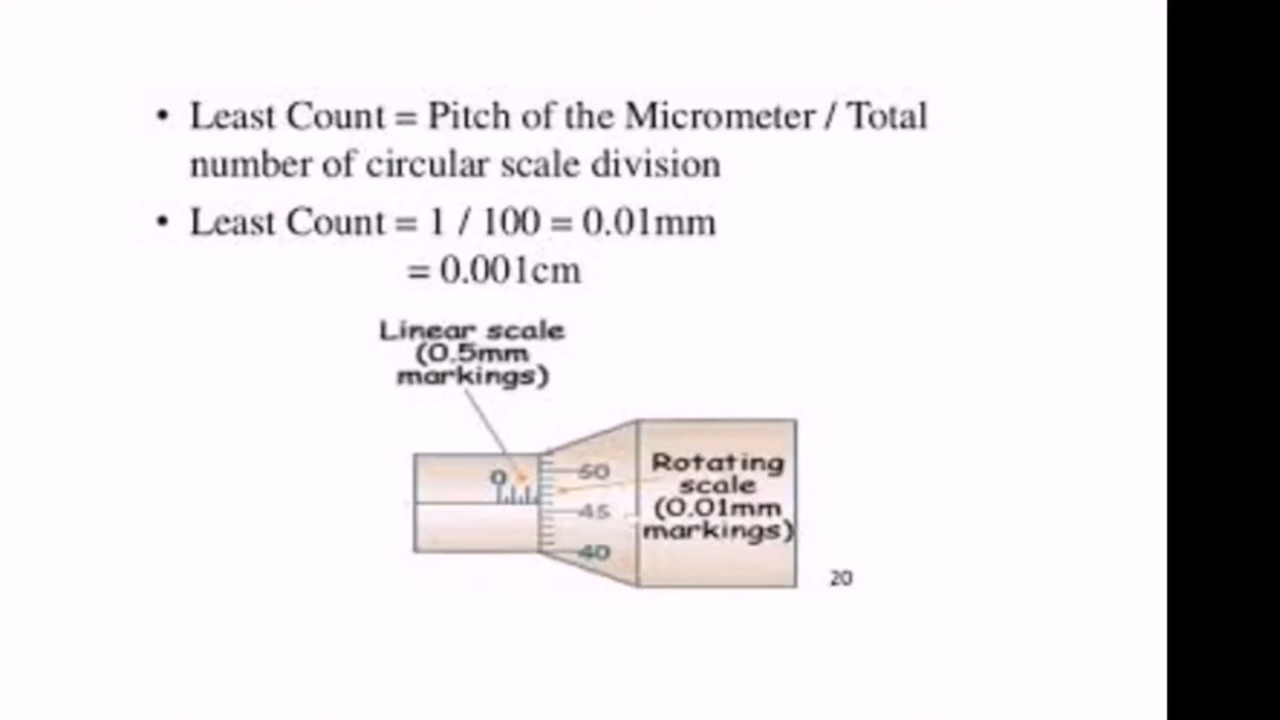 • Least Count = Pitch of the Micrometer / Total
number of circular scale division
• Least Count = 1 / 100 = 0.01mm
= 0.001cm
Linear scale
(0.5mm
markings)
0
50
45
40
Rotating
scale
(0.01mm
markings)
20